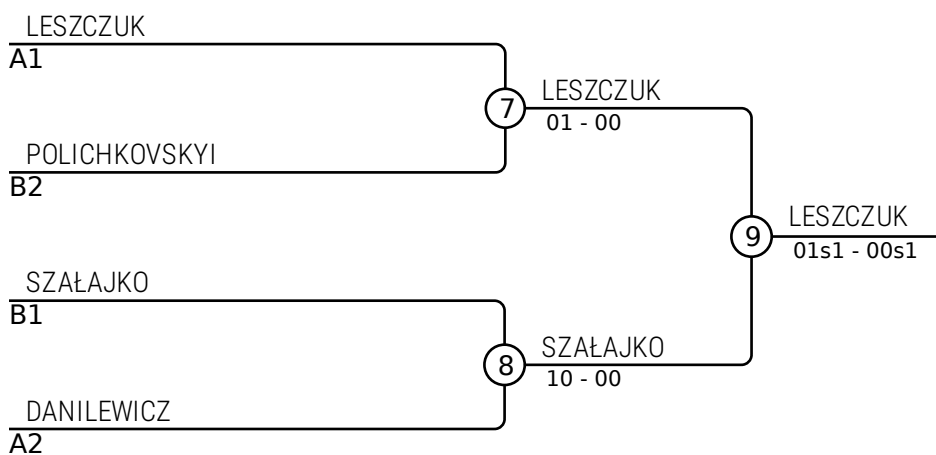 LESZCZUK
A1
7
LESZCZUK
01 - 00
POLICHKOVSKYI
B2
9
LESZCZUK
01s1 - 00s1
SZAŁAJKO
B1
8
SZAŁAJKO
10 - 00
DANILEWICZ
A2